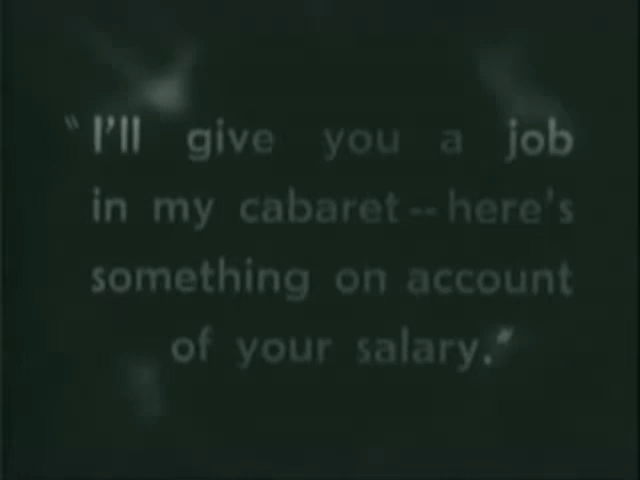 "I'll give you a job
in my cabaret -- here's
something on account
of your salary."